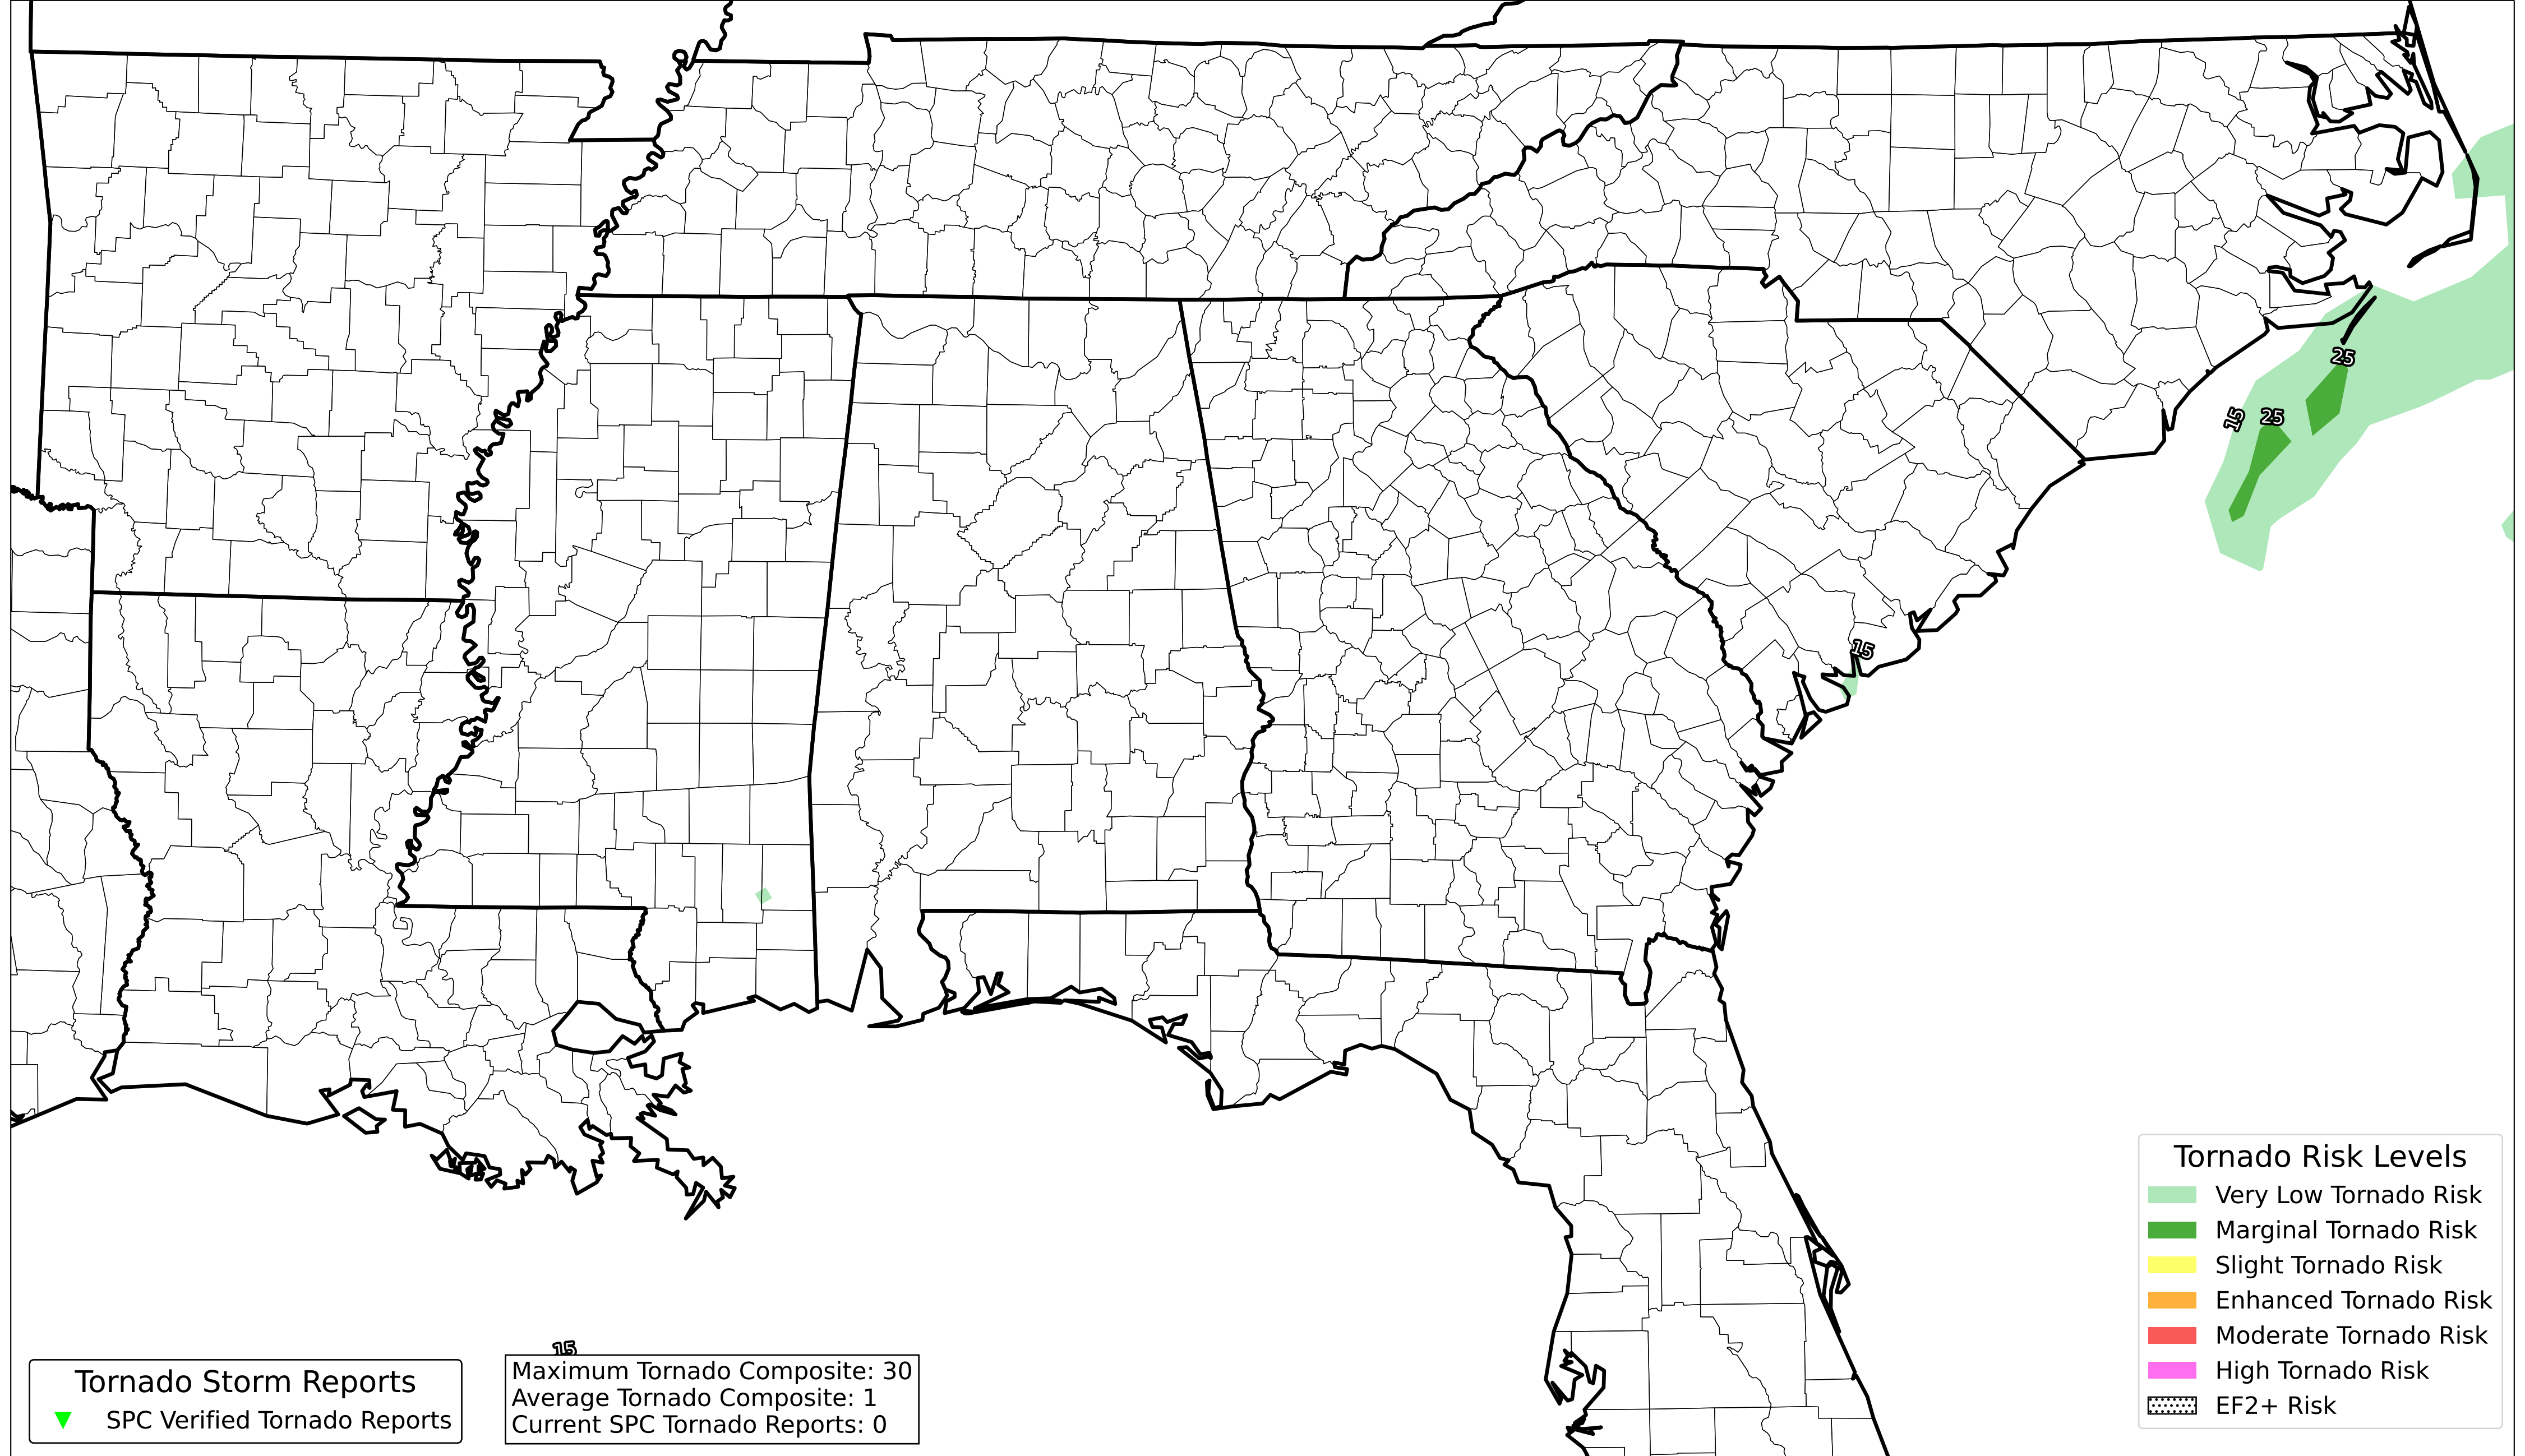 25
15
25
15
15
Tornado Storm Reports
SPC Verified Tornado Reports
Maximum Tornado Composite: 30
Average Tornado Composite: 1
Current SPC Tornado Reports: 0
Tornado Risk Levels
Very Low Tornado Risk
Marginal Tornado Risk
Slight Tornado Risk
Enhanced Tornado Risk
Moderate Tornado Risk
High Tornado Risk
EF2+ Risk